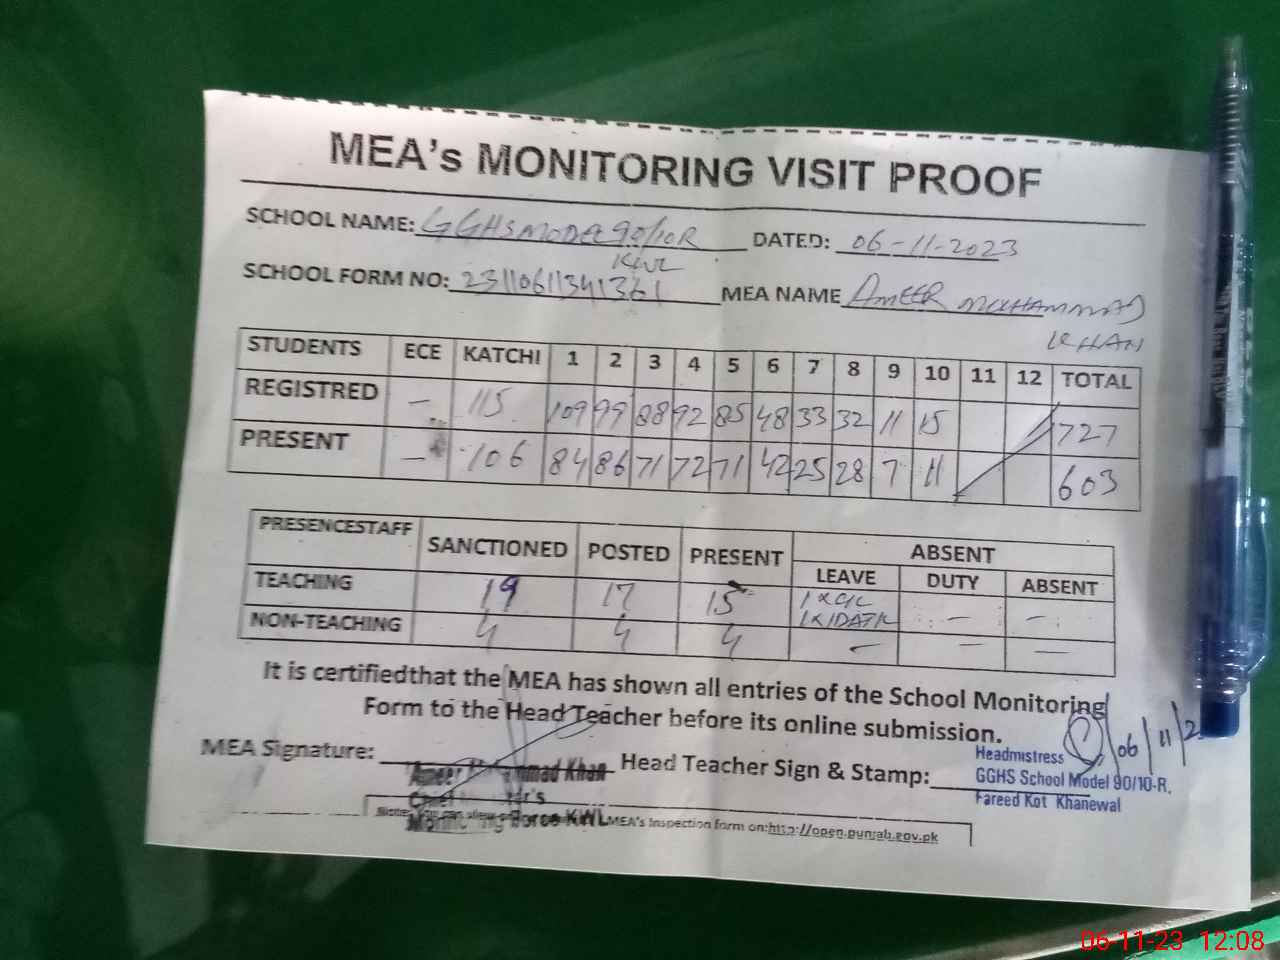 MEA's MONITORING VISIT PROOF
SCHOOL NAME: GGHS MODEL 90/10R KWL DATED: 06-11-2023
SCHOOL FORM NO: 23110611341361 MEA NAME AMEER MUHAMMAD KHAN
STUDENTS ECE KATCHI 1 2 3 4 5 6 7 8 9 10 11 12 TOTAL
REGISTRED - 115 109 99 88 92 85 48 33 32 11 15 727
PRESENT - 106 84 86 71 72 71 42 25 28 7 11 603
PRESENCESTAFF SANCTIONED POSTED PRESENT ABSENT
LEAVE DUTY ABSENT
TEACHING 19 17 15 1xC/L - -
1x
NON-TEACHING 4 4 4 - - -
It is certifiedthat the MEA has shown all entries of the School Monitoring
Form to the Head Teacher before its online submission.
06/11/2
MEA Signature: Head Teacher Sign & Stamp:
Ameer Khan
KWL
Headmistress
GGHS School Model 90/10-R.
Fareed Kot Khanewal
MEA's Inspection form on:http://open.punjab.gov.pk
06-11-23 12:08